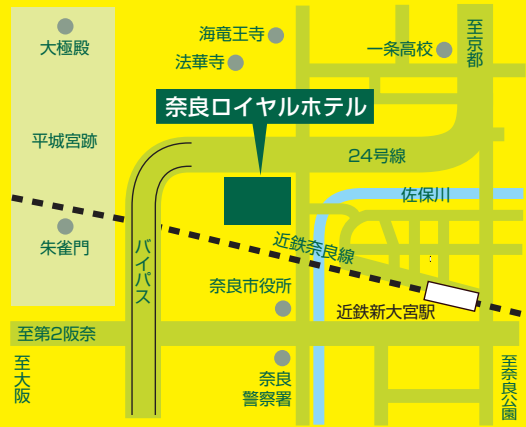 海竜王寺
一条高校
至京都
大極殿
法華寺
奈良ロイヤルホテル
平城宮跡
24号線
佐保川
朱雀門
バイパス
近鉄奈良線
奈良市役所
近鉄新大宮駅
至第2阪奈
至大阪
奈良
警察署
至奈良公園